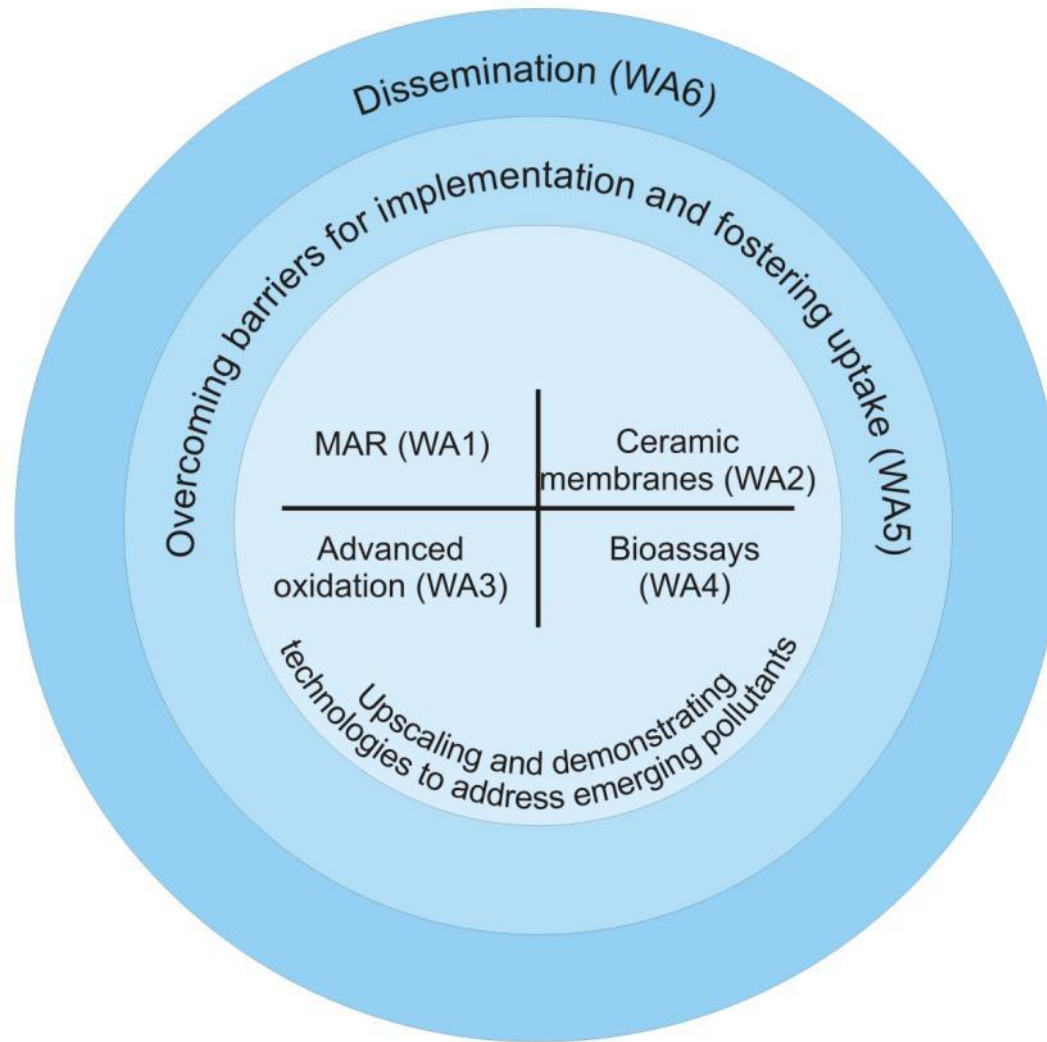 Dissemination (WA6)
Overcoming barriers for implementation and fostering uptake (WA5)
MAR (WA1)
Ceramic
membranes (WA2)
Advanced
oxidation (WA3)
Bioassays
(WA4)
Upscaling and demonstrating
technologies to address emerging pollutants